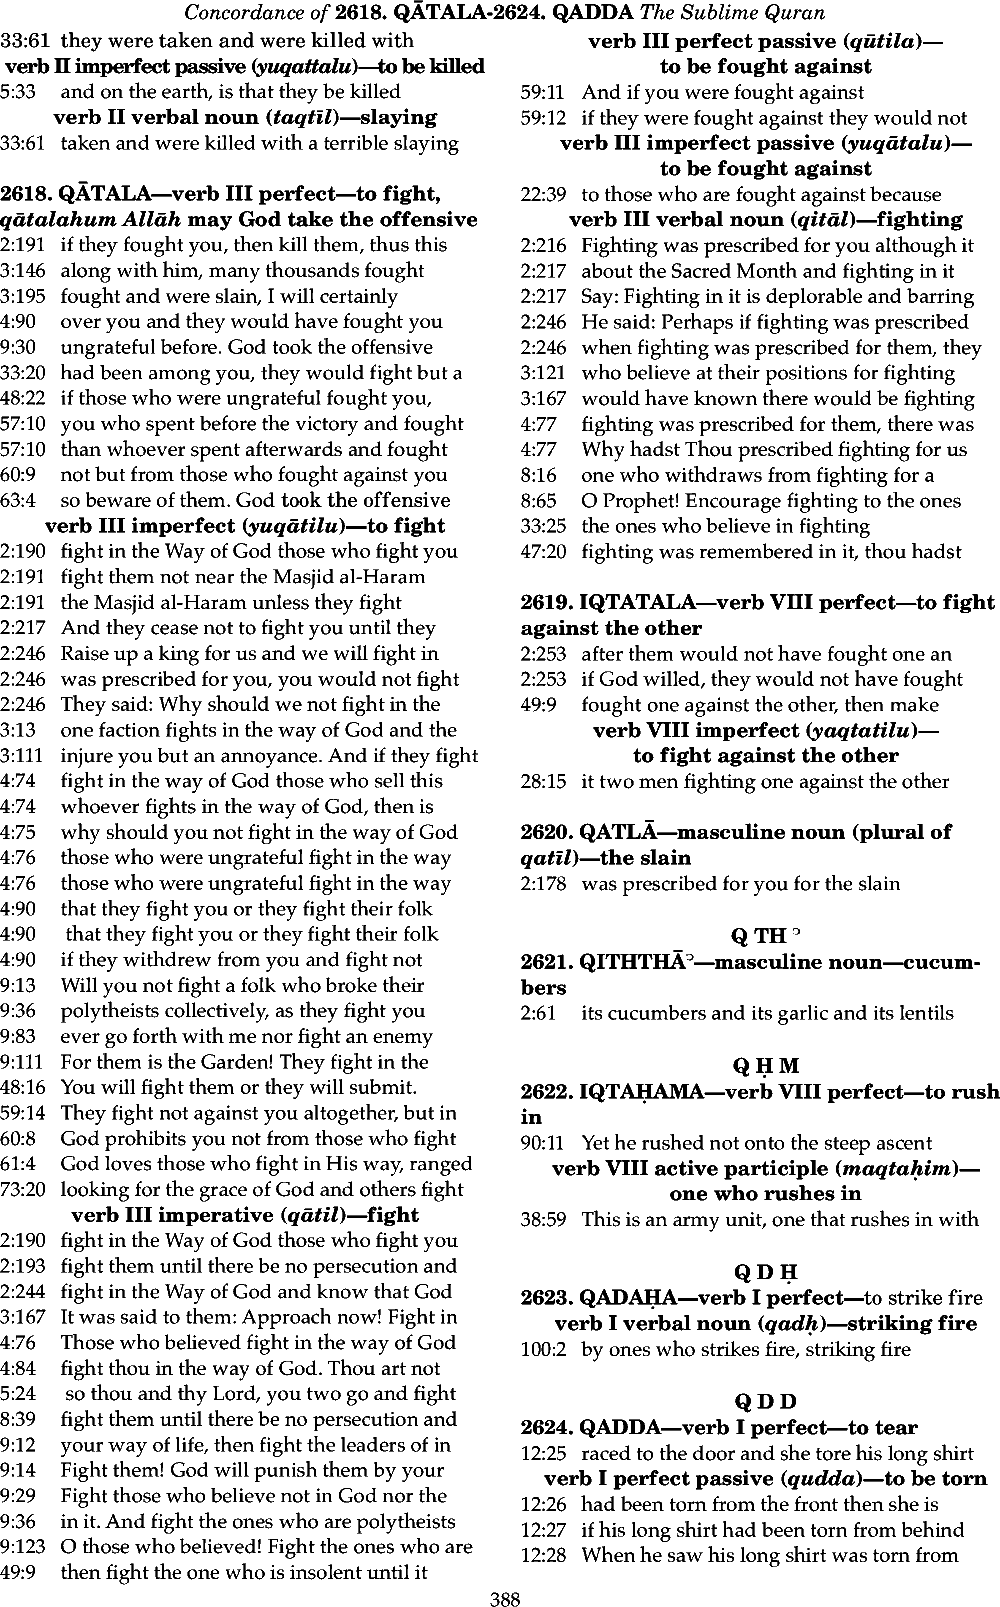 Concordance of 2618. QĀTALA-2624. QADDA The Sublime Quran
33:61 they were taken and were killed with
verb II imperfect passive (yuqattalu)—to be killed
5:33 and on the earth, is that they be killed
verb II verbal noun (taqtīl)—slaying
33:61 taken and were killed with a terrible slaying
2618. QĀTALA—verb III perfect—to fight,
qātalahum Allāh may God take the offensive
2:191 if they fought you, then kill them, thus this
3:146 along with him, many thousands fought
3:195 fought and were slain, I will certainly
4:90 over you and they would have fought you
9:30 ungrateful before. God took the offensive
33:20 had been among you, they would fight but a
48:22 if those who were ungrateful fought you,
57:10 you who spent before the victory and fought
57:10 than whoever spent afterwards and fought
60:9 not but from those who fought against you
63:4 so beware of them. God took the offensive
verb III imperfect (yuqātilu)—to fight
2:190 fight in the Way of God those who fight you
2:191 fight them not near the Masjid al-Haram
2:191 the Masjid al-Haram unless they fight
2:217 And they cease not to fight you until they
2:246 Raise up a king for us and we will fight in
2:246 was prescribed for you, you would not fight
2:246 They said: Why should we not fight in the
3:13 one faction fights in the way of God and the
3:111 injure you but an annoyance. And if they fight
4:74 fight in the way of God those who sell this
4:74 whoever fights in the way of God, then is
4:75 why should you not fight in the way of God
4:76 those who were ungrateful fight in the way
4:76 those who were ungrateful fight in the way
4:90 that they fight you or they fight their folk
4:90 that they fight you or they fight their folk
4:90 if they withdrew from you and fight not
9:13 Will you not fight a folk who broke their
9:36 polytheists collectively, as they fight you
9:83 ever go forth with me nor fight an enemy
9:111 For them is the Garden! They fight in the
48:16 You will fight them or they will submit.
59:14 They fight not against you altogether, but in
60:8 God prohibits you not from those who fight
61:4 God loves those who fight in His way, ranged
73:20 looking for the grace of God and others fight
verb III imperative (qātil)—fight
2:190 fight in the Way of God those who fight you
2:193 fight them until there be no persecution and
2:244 fight in the Way of God and know that God
3:167 It was said to them: Approach now! Fight in
4:76 Those who believed fight in the way of God
4:84 fight thou in the way of God. Thou art not
5:24 so thou and thy Lord, you two go and fight
8:39 fight them until there be no persecution and
9:12 your way of life, then fight the leaders of in
9:14 Fight them! God will punish them by your
9:29 Fight those who believe not in God nor the
9:36 in it. And fight the ones who are polytheists
9:123 O those who believed! Fight the ones who are
49:9 then fight the one who is insolent until it
verb III perfect passive (qūtila)—
to be fought against
59:11 And if you were fought against
59:12 if they were fought against they would not
verb III imperfect passive (yuqātalu)—
to be fought against
22:39 to those who are fought against because
verb III verbal noun (qitāl)—fighting
2:216 Fighting was prescribed for you although it
2:217 about the Sacred Month and fighting in it
2:217 Say: Fighting in it is deplorable and barring
2:246 He said: Perhaps if fighting was prescribed
2:246 when fighting was prescribed for them, they
3:121 who believe at their positions for fighting
3:167 would have known there would be fighting
4:77 fighting was prescribed for them, there was
4:77 Why hadst Thou prescribed fighting for us
8:16 one who withdraws from fighting for a
8:65 O Prophet! Encourage fighting to the ones
33:25 the ones who believe in fighting
47:20 fighting was remembered in it, thou hadst
2619. IQTATALA—verb VIII perfect—to fight
against the other
2:253 after them would not have fought one an
2:253 if God willed, they would not have fought
49:9 fought one against the other, then make
verb VIII imperfect (yaqtatilu)—
to fight against the other
28:15 it two men fighting one against the other
2620. QATLĀ—masculine noun (plural of
qatīl)—the slain
2:178 was prescribed for you for the slain
Q TH ʾ
2621. QITHTHĀʾ—masculine noun—cucum-
bers
2:61 its cucumbers and its garlic and its lentils
Q Ḥ M
2622. IQTAḤAMA—verb VIII perfect—to rush
in
90:11 Yet he rushed not onto the steep ascent
verb VIII active participle (maqtaḥim)—
one who rushes in
38:59 This is an army unit, one that rushes in with
Q D Ḥ
2623. QADAḤA—verb I perfect—to strike fire
verb I verbal noun (qadḥ)—striking fire
100:2 by ones who strikes fire, striking fire
Q D D
2624. QADDA—verb I perfect—to tear
12:25 raced to the door and she tore his long shirt
verb I perfect passive (qudda)—to be torn
12:26 had been torn from the front then she is
12:27 if his long shirt had been torn from behind
12:28 When he saw his long shirt was torn from
388